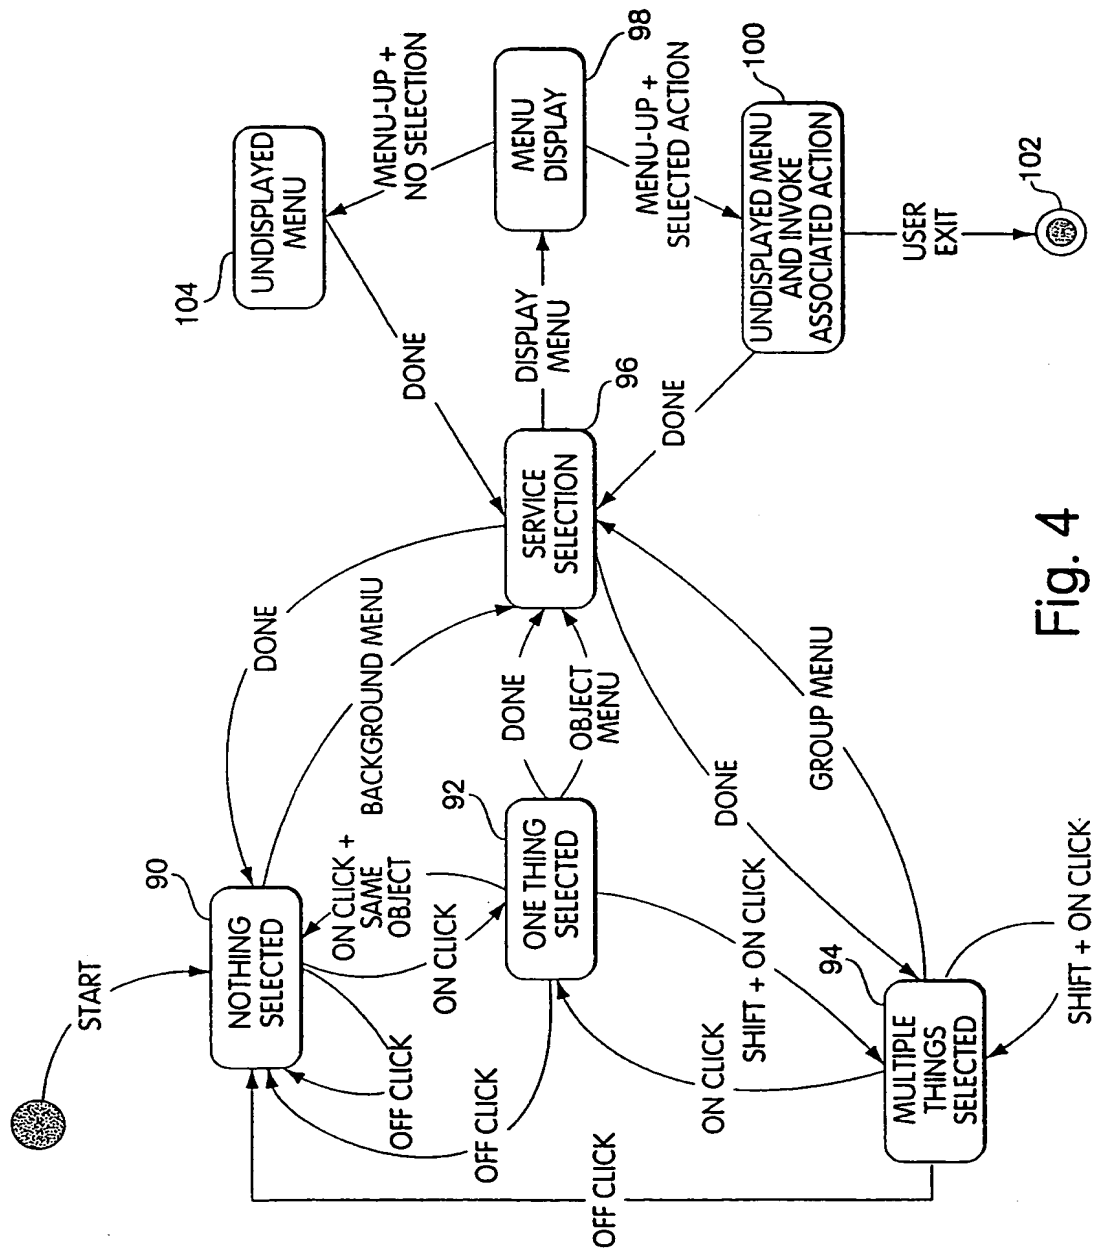 START
90
NOTHING
SELECTED
DONE
BACKGROUND MENU
ON CLICK +
SAME
OBJECT
ON CLICK
OFF CLICK
OFF CLICK
OFF CLICK
92
ONE THING
SELECTED
DONE
OBJECT
MENU
SHIFT + ON CLICK
ON CLICK
94
MULTIPLE
THINGS
SELECTED
SHIFT + ON CLICK
DONE
GROUP MENU
SERVICE
SELECTION
96
DISPLAY
MENU
DONE
DONE
104
UNDISPLAYED
MENU
MENU-UP +
NO SELECTION
MENU
DISPLAY
98
MENU-UP +
SELECTED ACTION
100
UNDISPLAYED MENU
AND INVOKE
ASSOCIATED ACTION
USER
EXIT
102
Fig. 4